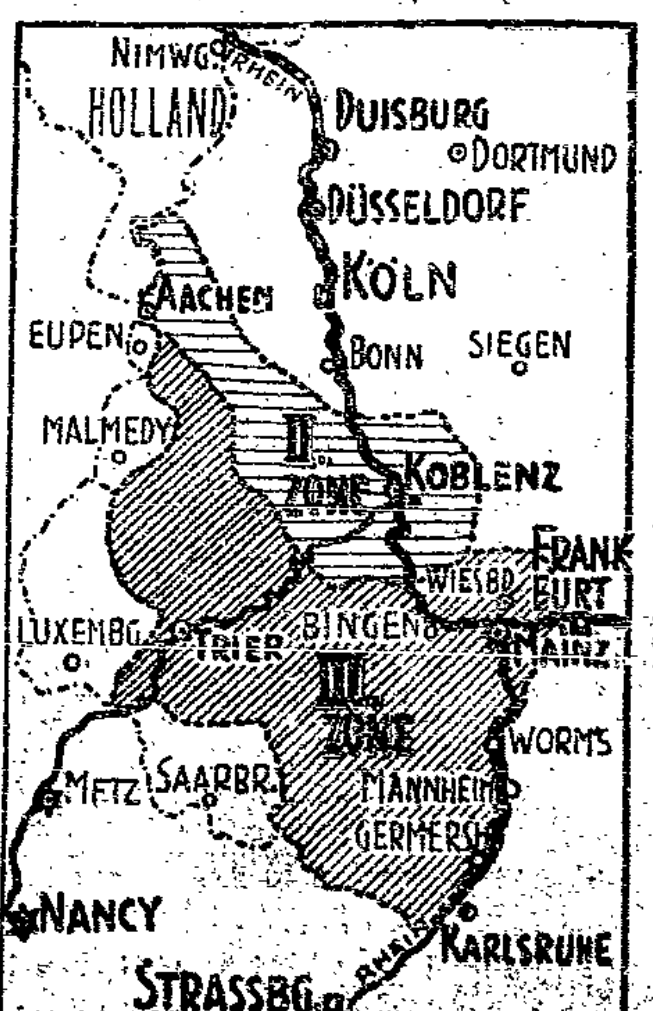 NIMWG.
RHEIN
HOLLAND
DUISBURG
DORTMUND
DÜSSELDORF
KÖLN
AACHEN
EUPEN
BONN
SIEGEN
MALMEDY
II.
ZONE
KOBLENZ
FRANK
FURT
WIESBD.
LUXEMBG.
TRIER
BINGEN
MAINZ
III.
ZONE
WORMS
METZ
SAARBR.
MANNHEIM
GERMERSH.
NANCY
KARLSRUHE
RHEIN
STRASSBG.